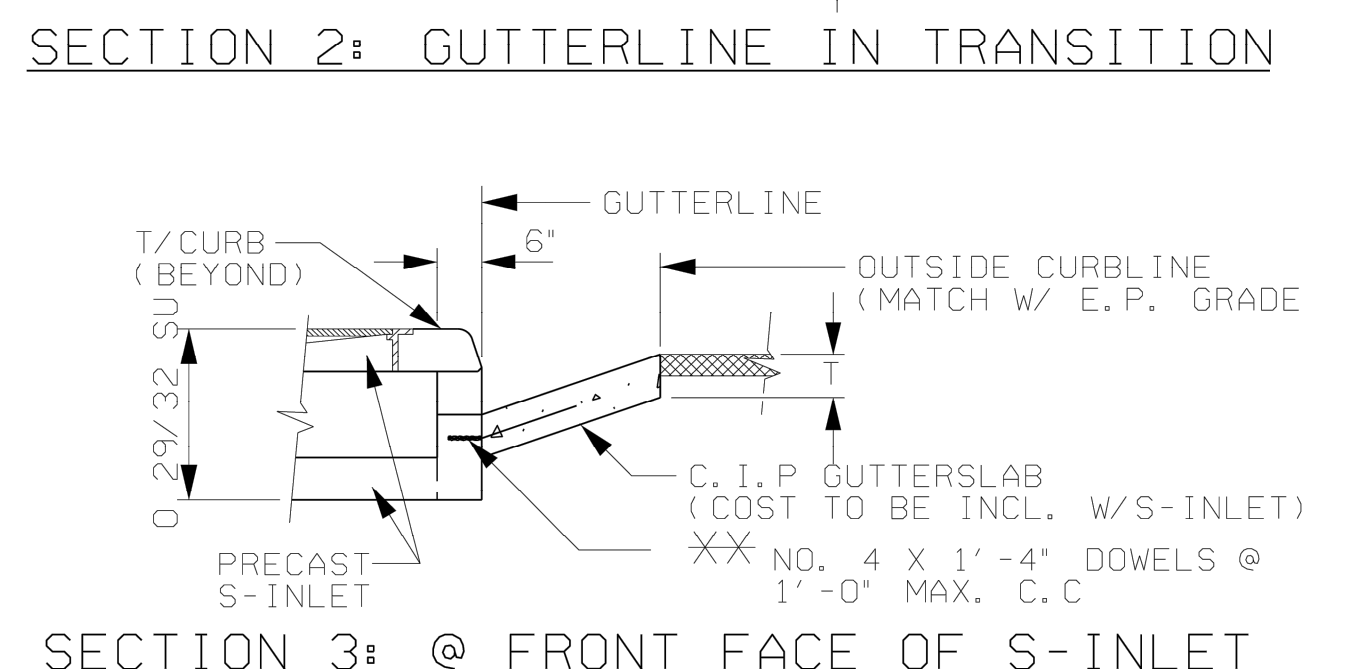 SECTION 2: GUTTERLINE IN TRANSITION
GUTTERLINE
T/CURB
(BEYOND)
6"
OUTSIDE CURBLINE
(MATCH W/ E.P. GRADE
0 29/32 SU
T
C.I.P GUTTERSLAB
(COST TO BE INCL. W/S-INLET)
PRECAST
S-INLET
NO. 4 X 1'-4" DOWELS @
1'-0" MAX. C.C
SECTION 3: @ FRONT FACE OF S-INLET